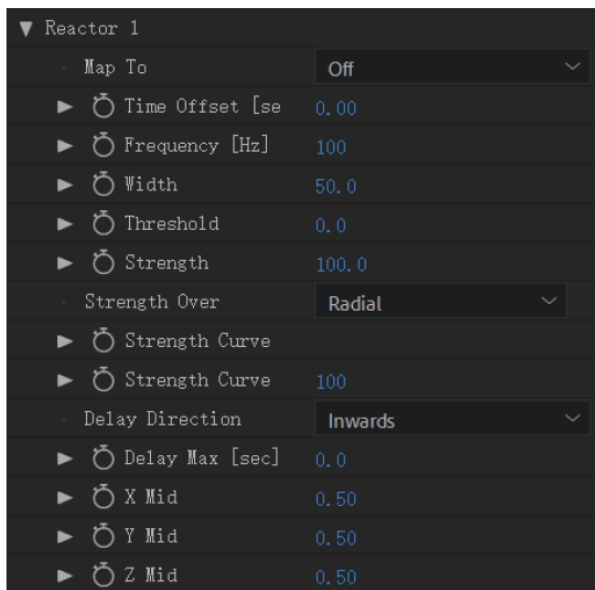 Reactor 1
Map To Off
Time Offset [se 0.00
Frequency [Hz] 100
Width 50.0
Threshold 0.0
Strength 100.0
Strength Over Radial
Strength Curve
Strength Curve 100
Delay Direction Inwards
Delay Max [sec] 0.0
X Mid 0.50
Y Mid 0.50
Z Mid 0.50